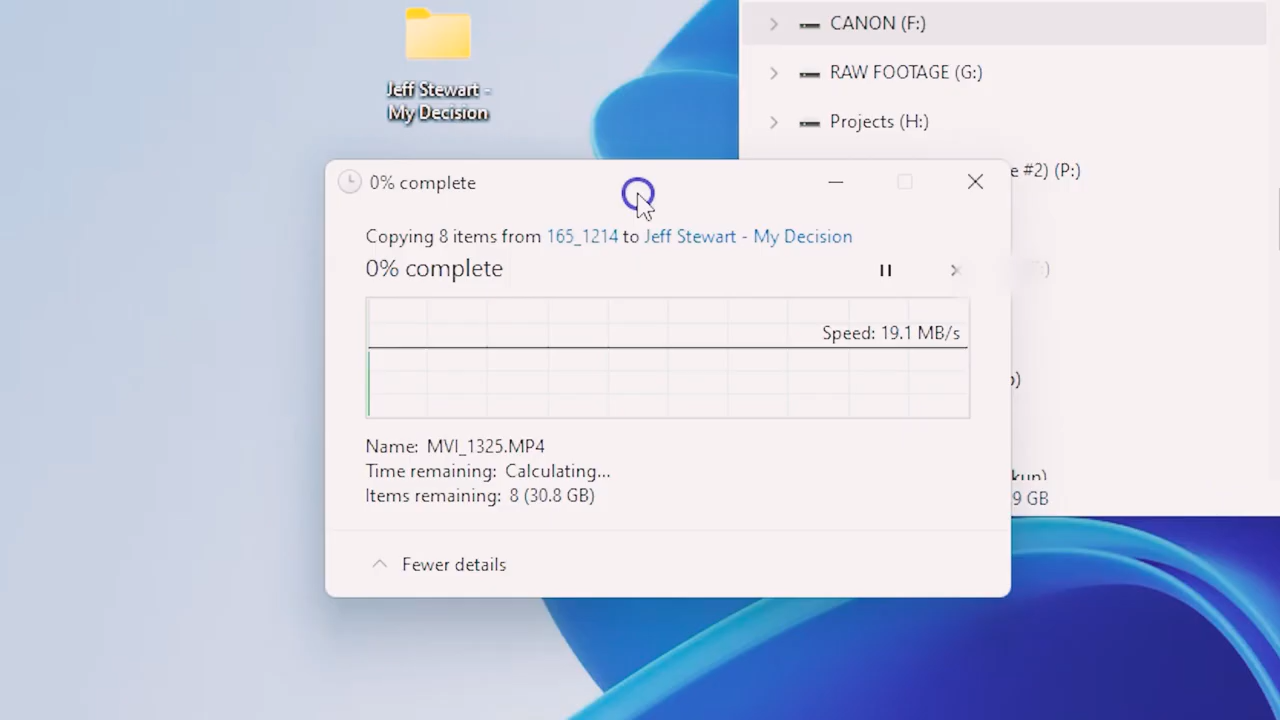 CANON (F:)
RAW FOOTAGE (G:)
Projects (H:)
Jeff Stewart -
My Decision
e #2) (P:)
0% complete
Copying 8 items from 165_1214 to Jeff Stewart - My Decision
0% complete
Speed: 19.1 MB/s
Name: MVI_1325.MP4
Time remaining: Calculating...
Items remaining: 8 (30.8 GB)
9 GB
Fewer details